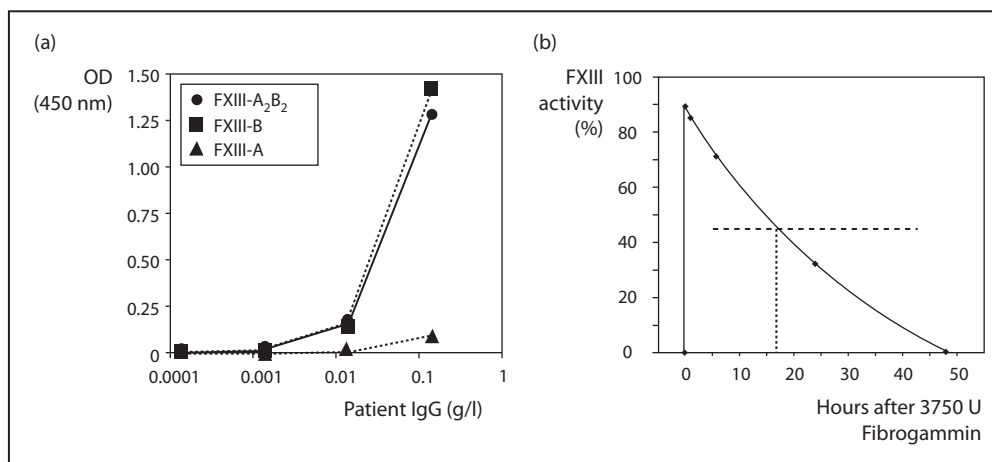 (a)
OD
(450 nm)
1.50
1.25
1.00
0.75
0.50
0.25
0
FXIII-A₂B₂
FXIII-B
FXIII-A
0.0001
0.001
0.01
0.1
1
Patient IgG (g/l)
(b)
FXIII
activity
(%)
100
80
60
40
20
0
0
10
20
30
40
50
Hours after 3750 U
Fibrogammin